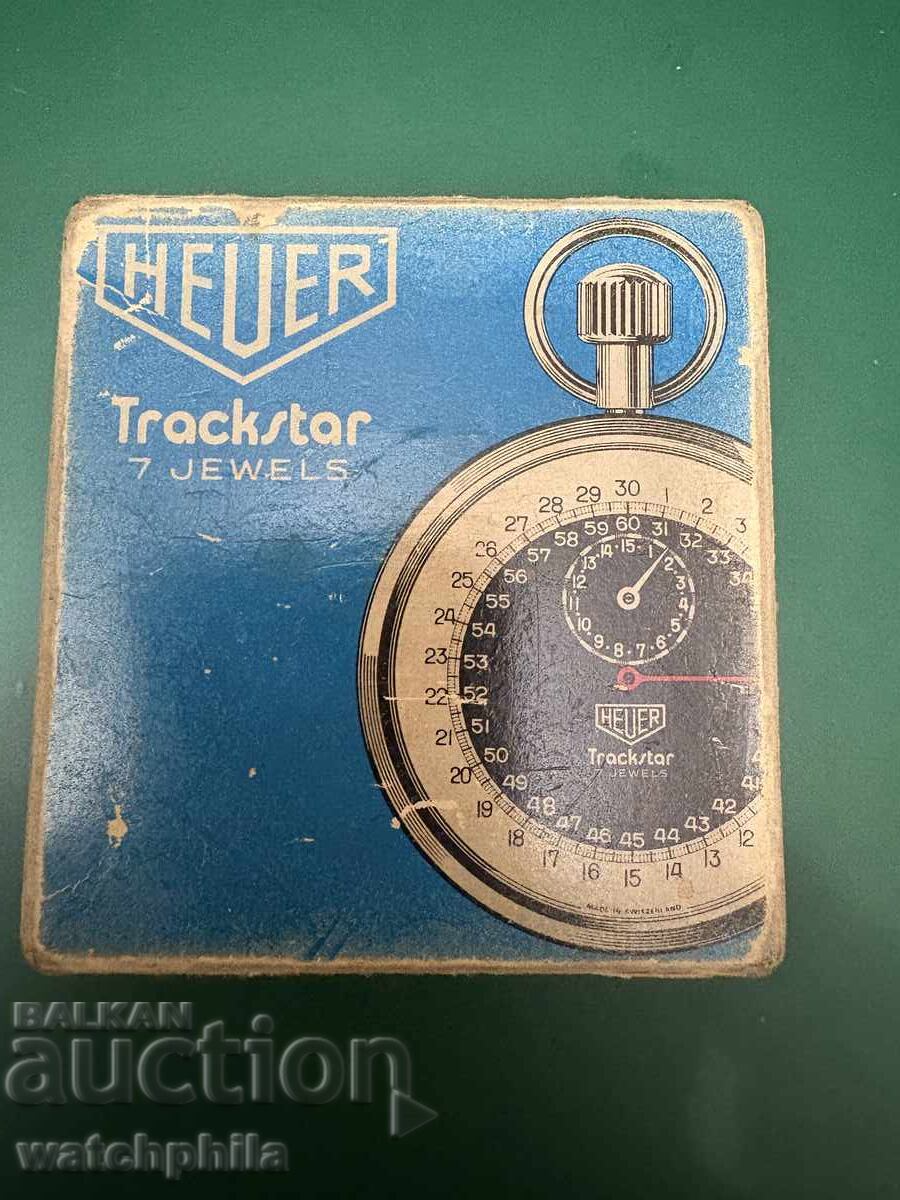 HEUER
Trackstar
7 JEWELS
30 1 2 3
29 28 27 26 25 24 23 22 21 20 19 18 17 16 15 14 13 12
60 31 32 33 34
59 58 57 56 55 54 53 52 51 50 49 48 47 46 45 44 43 42
15 1 2 3 4 5 6 7 8 9 10 11 12 13 14
HEUER
Trackstar
7 JEWELS
BALKAN
auction
watchphila